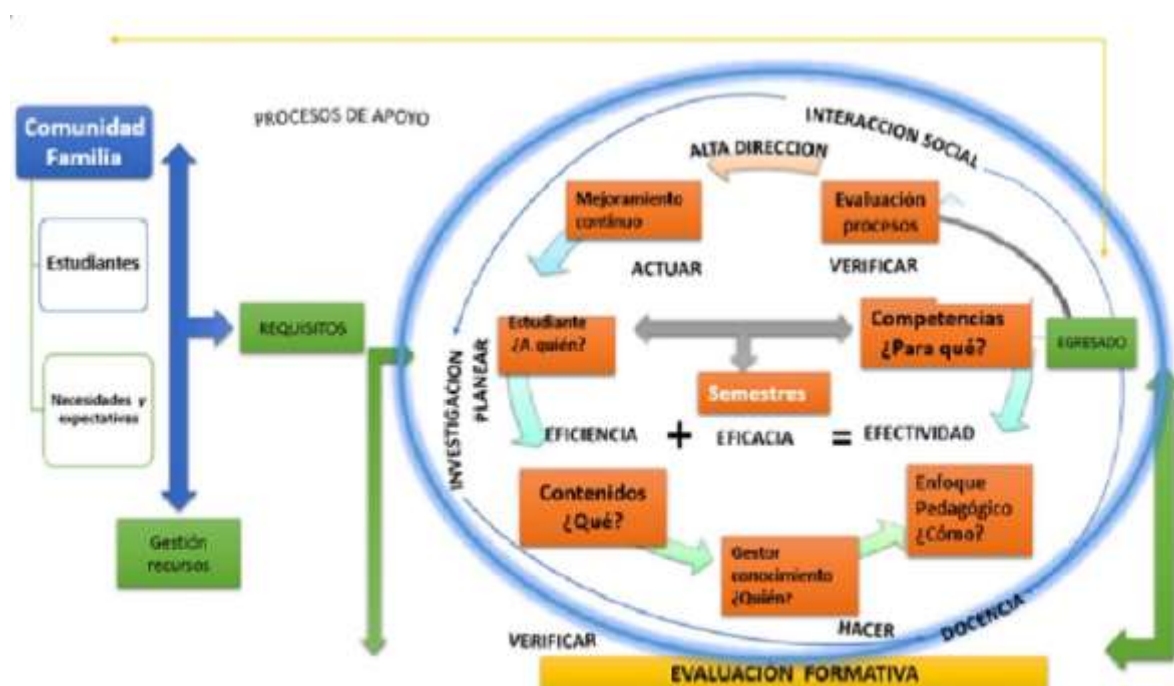 PROCESOS DE APOYO
Comunidad
Familia
Estudiantes
Necesidades y
expectativas
REQUISITOS
Gestión
recursos
INTERACCION SOCIAL
ALTA DIRECCION
Mejoramiento
contínuo
Evaluación
procesos
ACTUAR
VERIFICAR
Estudiante
¿A quién?
Competencias
¿Para qué?
EGRESADO
INVESTIGACION
PLANEAR
Semestres
EFICIENCIA + EFICACIA = EFECTIVIDAD
Contenidos
¿Qué?
Enfoque
Pedagógico
¿Cómo?
Gestor
conocimiento
¿Quién?
HACER
DOCENCIA
VERIFICAR
EVALUACIÓN FORMATIVA